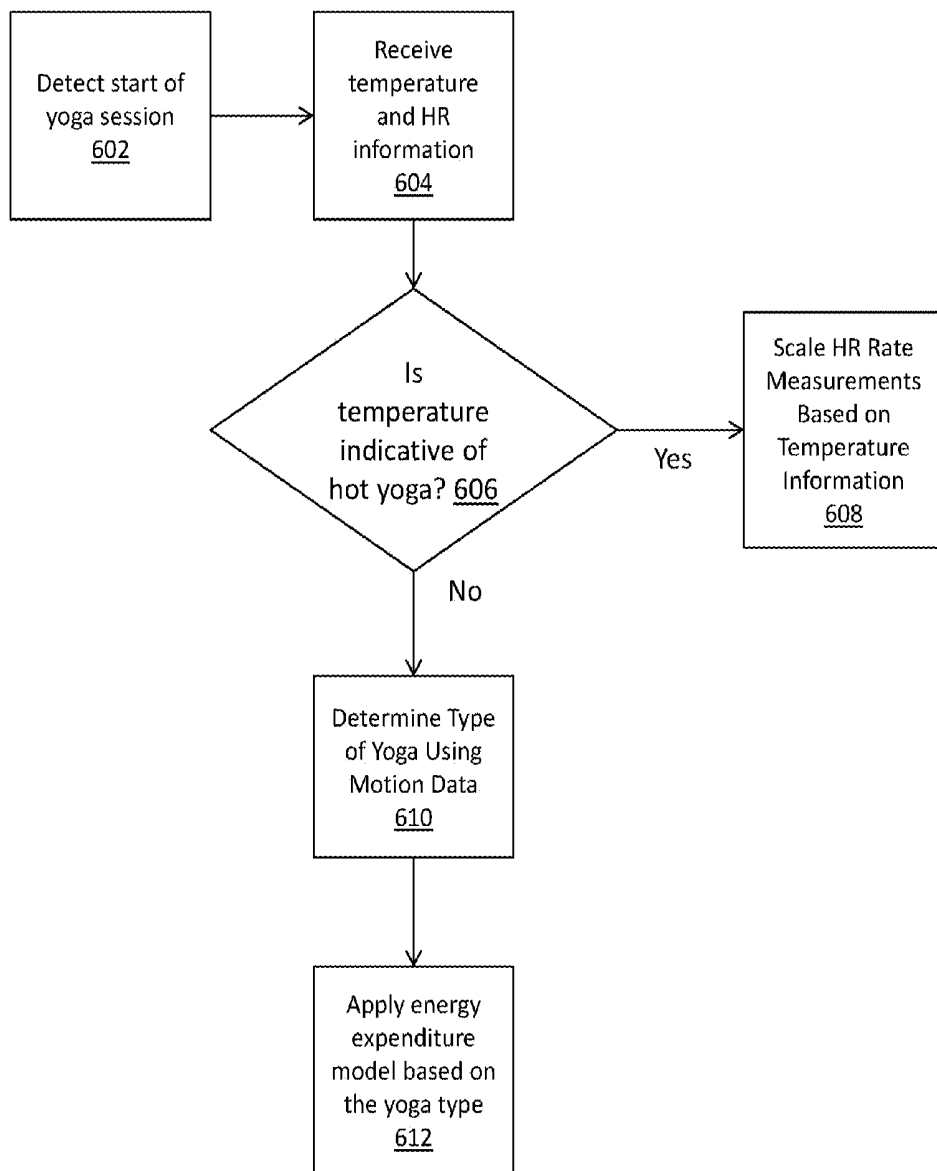 Detect start of
yoga session
602
Receive
temperature
and HR
information
604
Is
temperature
indicative of
hot yoga? 606
Yes
Scale HR Rate
Measurements
Based on
Temperature
Information
608
No
Determine Type
of Yoga Using
Motion Data
610
Apply energy
expenditure
model based on
the yoga type
612